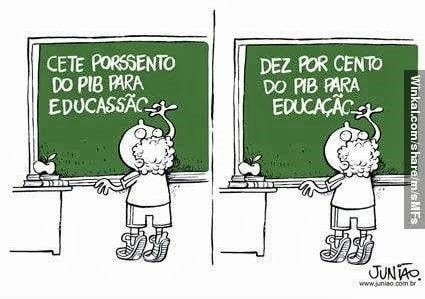 CETE PORSSENTO
DO PIB PARA
EDUCASSÃO
DEZ POR CENTO
DO PIB PARA
EDUCAÇÃO
Winkal.com/share/m/sMFs
JUNIÃO.
www.juniao.com.br